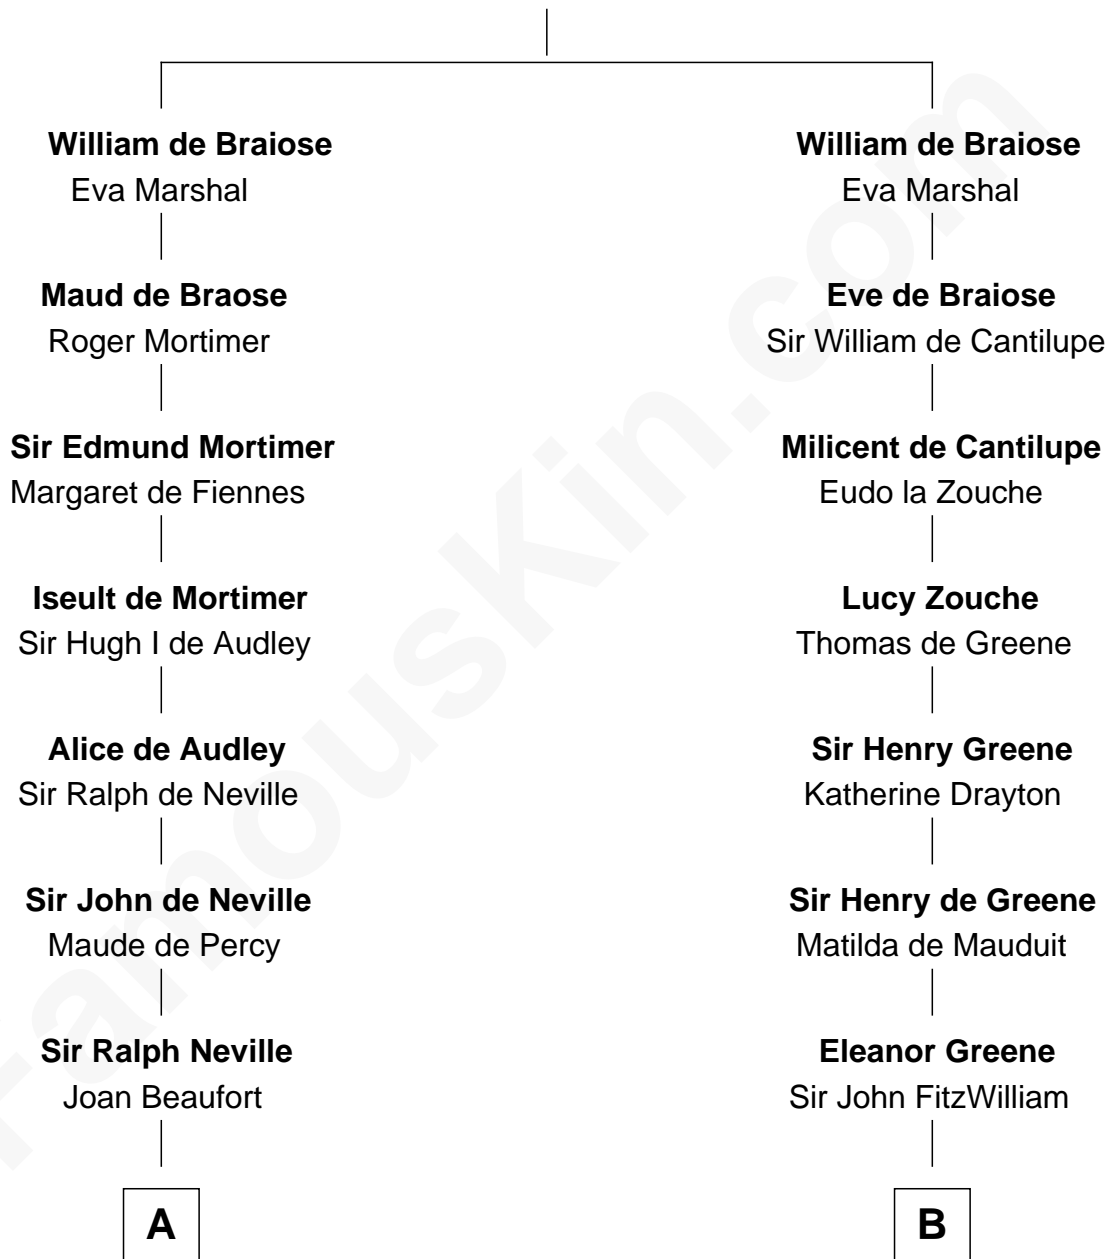 William de Braiose
Eva Marshal
Maud de Braose
Roger Mortimer
Sir Edmund Mortimer
Margaret de Fiennes
Iseult de Mortimer
Sir Hugh I de Audley
Alice de Audley
Sir Ralph de Neville
Sir John de Neville
Maude de Percy
Sir Ralph Neville
Joan Beaufort
A
William de Braiose
Eva Marshal
Eve de Braiose
Sir William de Cantilupe
Milicent de Cantilupe
Eudo la Zouche
Lucy Zouche
Thomas de Greene
Sir Henry Greene
Katherine Drayton
Sir Henry de Greene
Matilda de Mauduit
Eleanor Greene
Sir John FitzWilliam
B
FamousKin.com